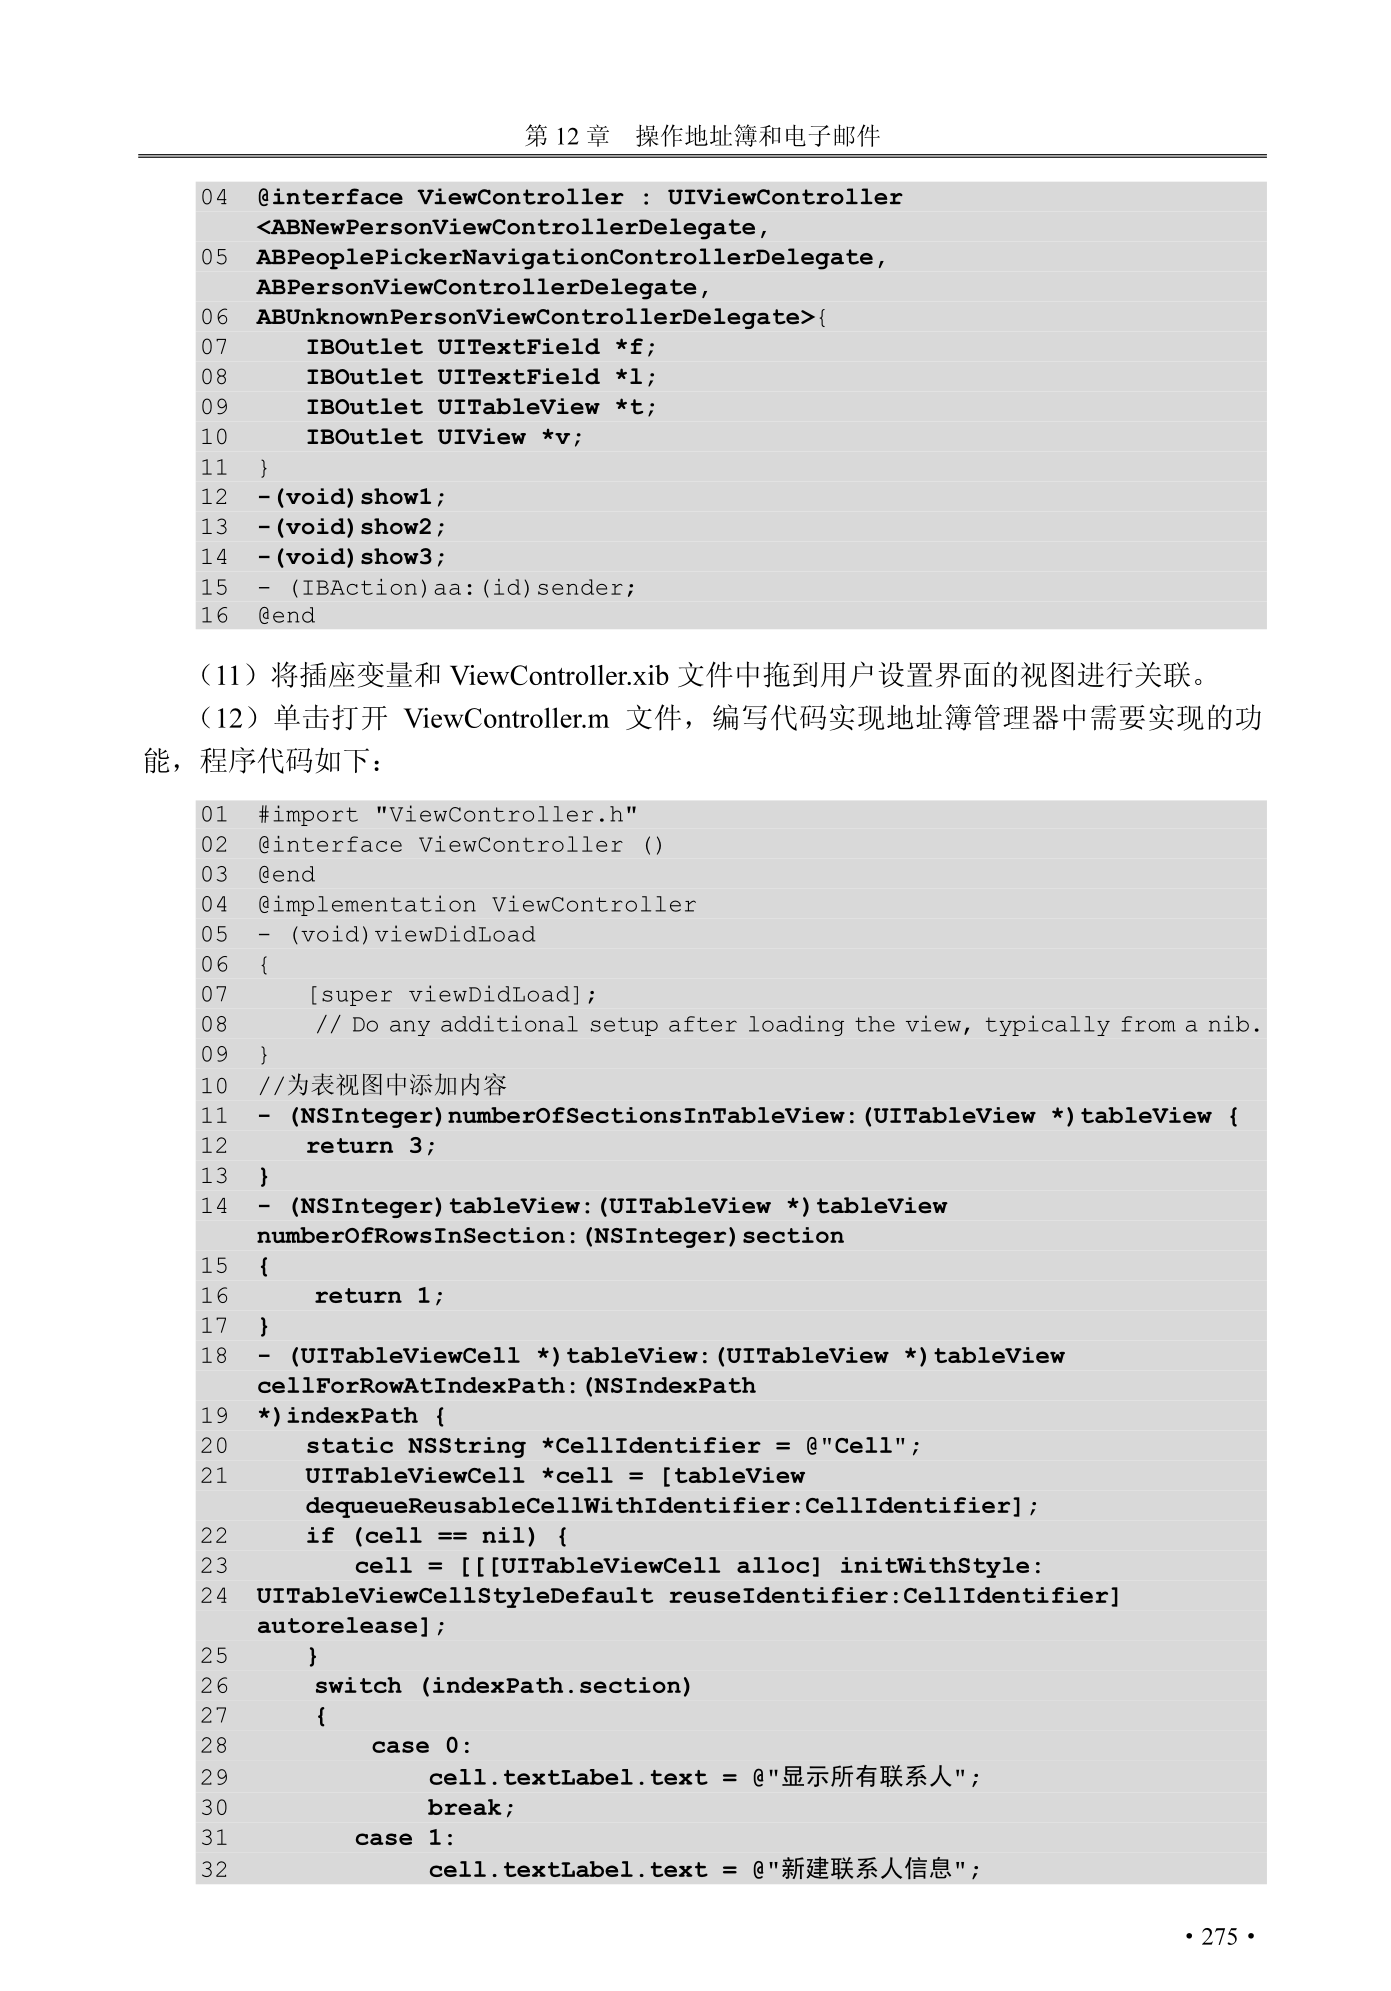 第 12 章　操作地址簿和电子邮件
04 @interface ViewController : UIViewController
<ABNewPersonViewControllerDelegate,
05 ABPeoplePickerNavigationControllerDelegate,
ABPersonViewControllerDelegate,
06 ABUnknownPersonViewControllerDelegate>{
07 IBOutlet UITextField *f;
08 IBOutlet UITextField *l;
09 IBOutlet UITableView *t;
10 IBOutlet UIView *v;
11 }
12 -(void)show1;
13 -(void)show2;
14 -(void)show3;
15 - (IBAction)aa:(id)sender;
16 @end
（11）将插座变量和 ViewController.xib 文件中拖到用户设置界面的视图进行关联。
（12）单击打开 ViewController.m 文件，编写代码实现地址簿管理器中需要实现的功
能，程序代码如下：
01 #import "ViewController.h"
02 @interface ViewController ()
03 @end
04 @implementation ViewController
05 - (void)viewDidLoad
06 {
07 [super viewDidLoad];
08 // Do any additional setup after loading the view, typically from a nib.
09 }
10 //为表视图中添加内容
11 - (NSInteger)numberOfSectionsInTableView:(UITableView *)tableView {
12 return 3;
13 }
14 - (NSInteger)tableView:(UITableView *)tableView
numberOfRowsInSection:(NSInteger)section
15 {
16 return 1;
17 }
18 - (UITableViewCell *)tableView:(UITableView *)tableView
cellForRowAtIndexPath:(NSIndexPath
19 *)indexPath {
20 static NSString *CellIdentifier = @"Cell";
21 UITableViewCell *cell = [tableView
dequeueReusableCellWithIdentifier:CellIdentifier];
22 if (cell == nil) {
23 cell = [[[UITableViewCell alloc] initWithStyle:
24 UITableViewCellStyleDefault reuseIdentifier:CellIdentifier]
autorelease];
25 }
26 switch (indexPath.section)
27 {
28 case 0:
29 cell.textLabel.text = @"显示所有联系人";
30 break;
31 case 1:
32 cell.textLabel.text = @"新建联系人信息";
• 275 •